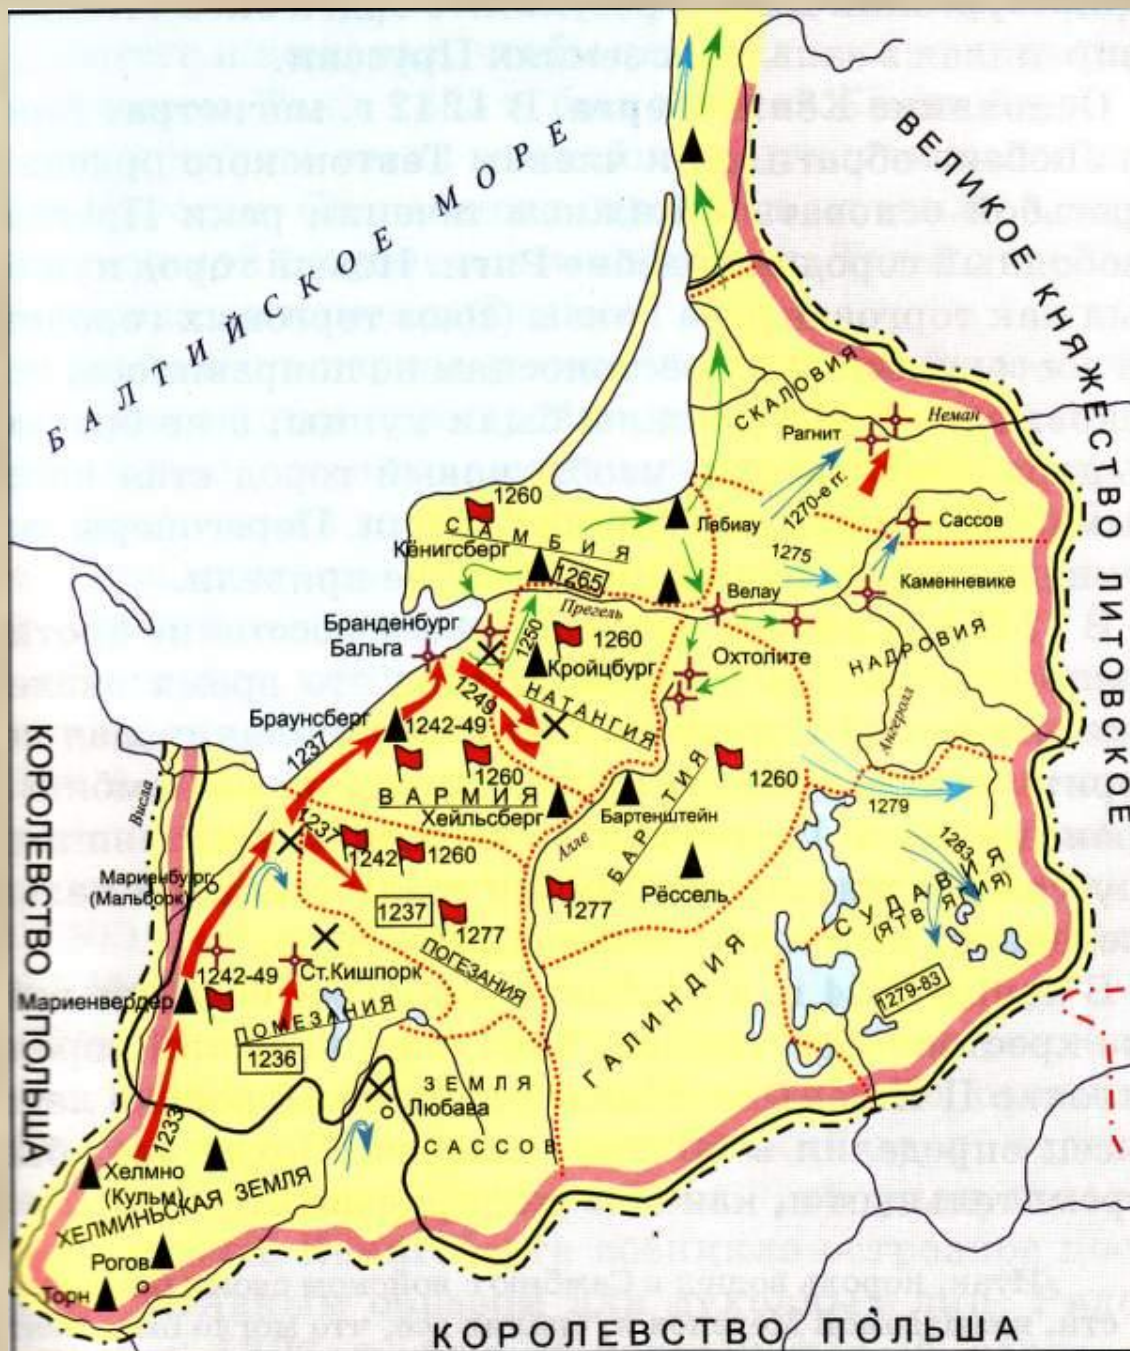 БАЛТИЙСКОЕ МОРЕ
ВЕЛИКОЕ КНЯЖЕСТВО ЛИТОВСКОЕ
СКАЛОВИЯ
Неман
Рагнит
1270-е гг.
1260
САМБИЯ
Лабиау
Сассов
Кёнигсберг
1265
1275
Каменневике
Велау
Прегель
Бранденбург
Бальга
1250
1260
Кройцбург
Охтолите
НАДРОВИЯ
1249
НАТАНГИЯ
Ангеролл
Браунсберг
1242-49
1237
1260
1260
ВАРМИЯ
Хейльсберг
Бартенштейн
БАРТИЯ
1279
КОРОЛЕВСТВО ПОЛЬША
Висла
1237
1242
1260
Алле
1283
Мариенбург
(Мальборк)
Рёссель
СУДАВИЯ
(ЯТВЯГИЯ)
1237
1277
1277
ПОГЕЗАНИЯ
1242-49
Ст.Кишпорк
Мариенвердер
ПОМЕЗАНИЯ
1279-83
1236
ГАЛИНДИЯ
ЗЕМЛЯ
Любава
САССОВ
1233
Хелмно
(Кульм)
ХЕЛМИНЬСКАЯ ЗЕМЛЯ
Рогов
Торн
КОРОЛЕВСТВО ПОЛЬША